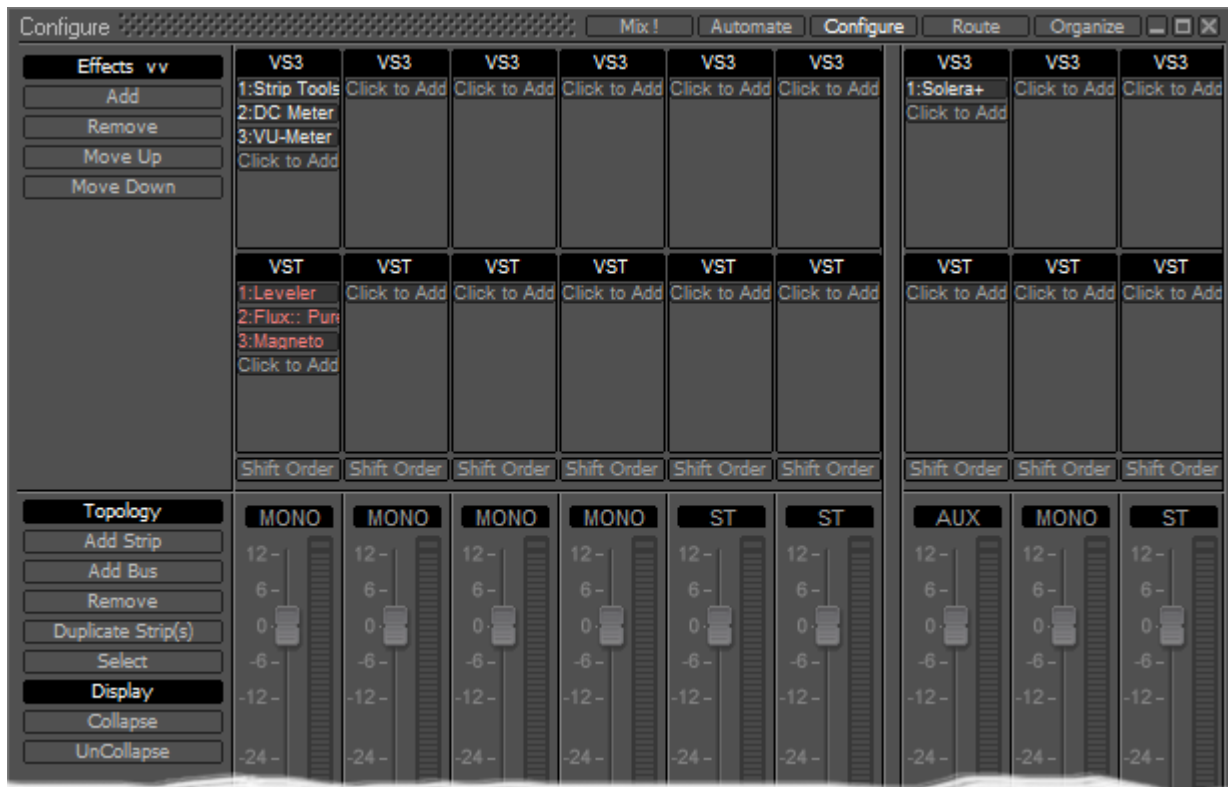 Configure Mix ! Automate Configure Route Organize
Effects vv VS3 VS3 VS3 VS3 VS3 VS3 VS3 VS3 VS3
Add 1:Strip Tools Click to Add Click to Add Click to Add Click to Add Click to Add 1:Solera+ Click to Add Click to Add
2:DC Meter Click to Add
Remove 3:VU-Meter
Move Up Click to Add
Move Down
VST VST VST VST VST VST VST VST VST
1:Leveler Click to Add Click to Add Click to Add Click to Add Click to Add Click to Add Click to Add Click to Add
2:Flux:: Pure
3:Magneto
Click to Add
Shift Order Shift Order Shift Order Shift Order Shift Order Shift Order Shift Order Shift Order Shift Order
Topology MONO MONO MONO MONO ST ST AUX MONO ST
Add Strip 12 12 12 12 12 12 12 12 12
Add Bus 6 6 6 6 6 6 6 6 6
Remove
Duplicate Strip(s) 0 0 0 0 0 0 0 0 0
Select -6 -6 -6 -6 -6 -6 -6 -6 -6
Display -12 -12 -12 -12 -12 -12 -12 -12 -12
Collapse
UnCollapse -24 -24 -24 -24 -24 -24 -24 -24 -24